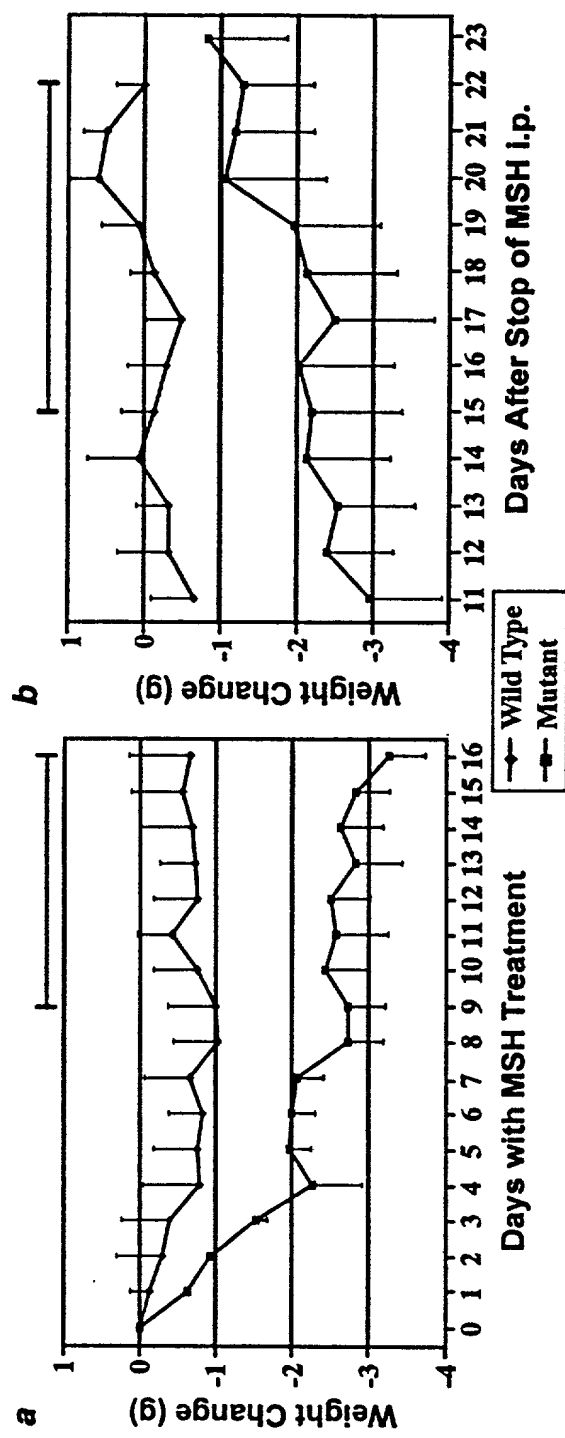 a
Weight Change (g)
1
0
-1
-2
-3
-4
0 1 2 3 4 5 6 7 8 9 10 11 12 13 14 15 16
Days with MSH Treatment
b
Weight Change (g)
1
0
-1
-2
-3
-4
11 12 13 14 15 16 17 18 19 20 21 22 23
Days After Stop of MSH i.p.
Wild Type
Mutant